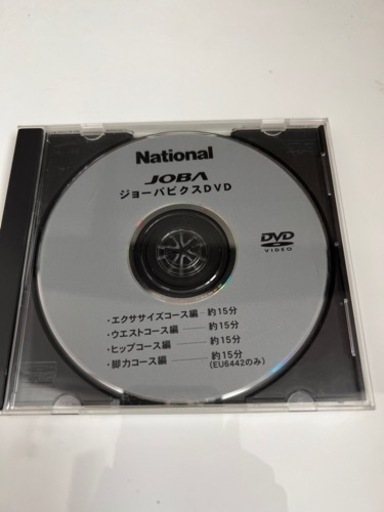 National
JOBA
ジョーバビクスDVD
DVD
VIDEO
・エクササイズコース編─約15分
・ウエストコース編───約15分
・ヒップコース編────約15分
・脚力コース編─────約15分
(EU6442のみ)